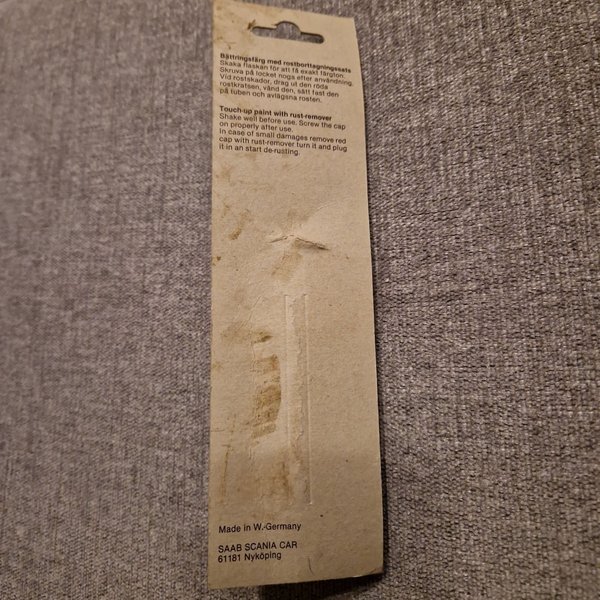 Bättringsfärg med rostborttagningssats
Skaka flaskan för att få exakt färgton.
Skruva på locket noga efter användning.
Vid rostskador, drag ut den röda
rostkratsen, vänd den, sätt fast den
på tuben och avlägsna rosten.
Touch-up paint with rust-remover
Shake well before use. Screw the cap
on properly after use.
In case of small damages remove red
cap with rust-remover turn it and plug
it in an start de-rusting.
Made in W.-Germany
SAAB SCANIA CAR
61181 Nyköping